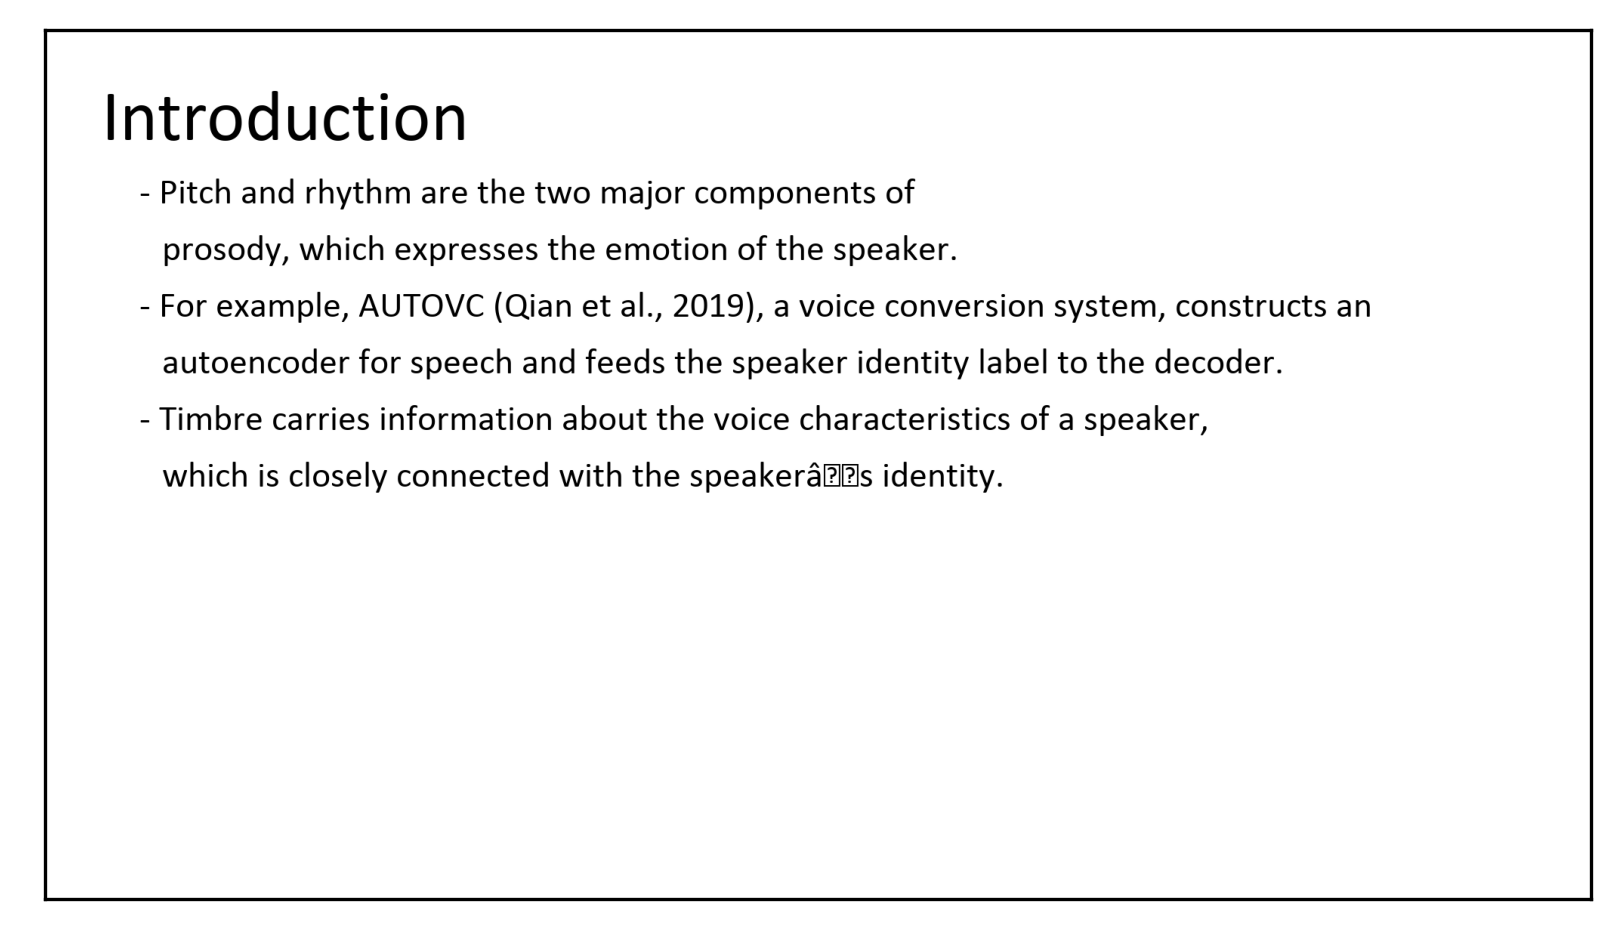 Introduction
- Pitch and rhythm are the two major components of
prosody, which expresses the emotion of the speaker.
- For example, AUTOVC (Qian et al., 2019), a voice conversion system, constructs an
autoencoder for speech and feeds the speaker identity label to the decoder.
- Timbre carries information about the voice characteristics of a speaker,
which is closely connected with the speakerâ��s identity.